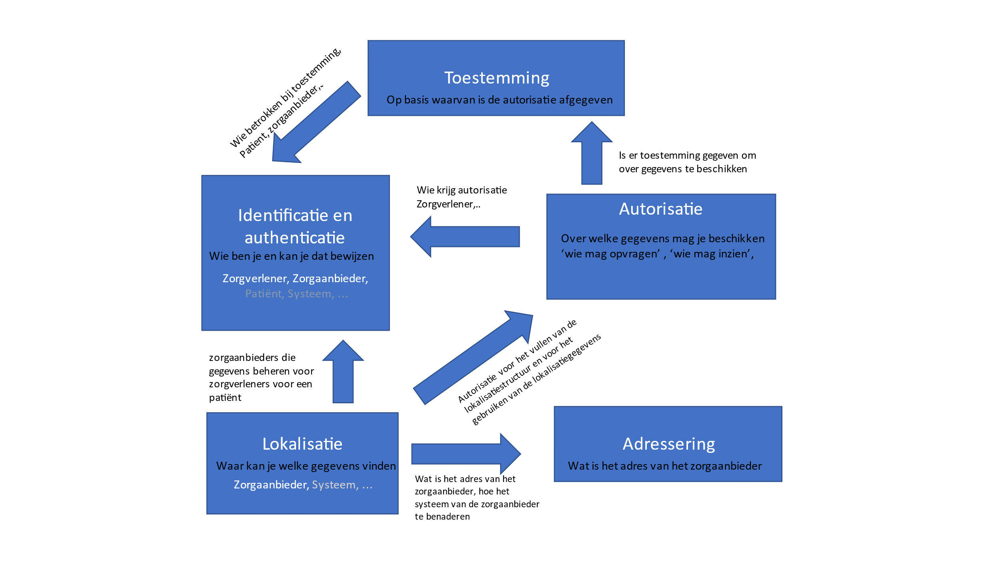 Toestemming
Op basis waarvan is de autorisatie afgegeven
Wie betrokken bij toestemming,
Patient, zorgaanbieder,..
Is er toestemming gegeven om
over gegevens te beschikken
Identificatie en
authenticatie
Wie ben je en kan je dat bewijzen
Zorgverlener, Zorgaanbieder,
Patiënt, Systeem, …
Wie krijg autorisatie
Zorgverlener,..
Autorisatie
Over welke gegevens mag je beschikken
‘wie mag opvragen’ , ‘wie mag inzien’,
zorgaanbieders die
gegevens beheren voor
zorgverleners voor een
patiënt
Autorisatie voor het vullen van de
lokalisatiestructuur en voor het
gebruiken van de lokalisatiegegevens
Lokalisatie
Waar kan je welke gegevens vinden
Zorgaanbieder, Systeem, …
Wat is het adres van het
zorgaanbieder, hoe het
systeem van de zorgaanbieder
te benaderen
Adressering
Wat is het adres van het zorgaanbieder